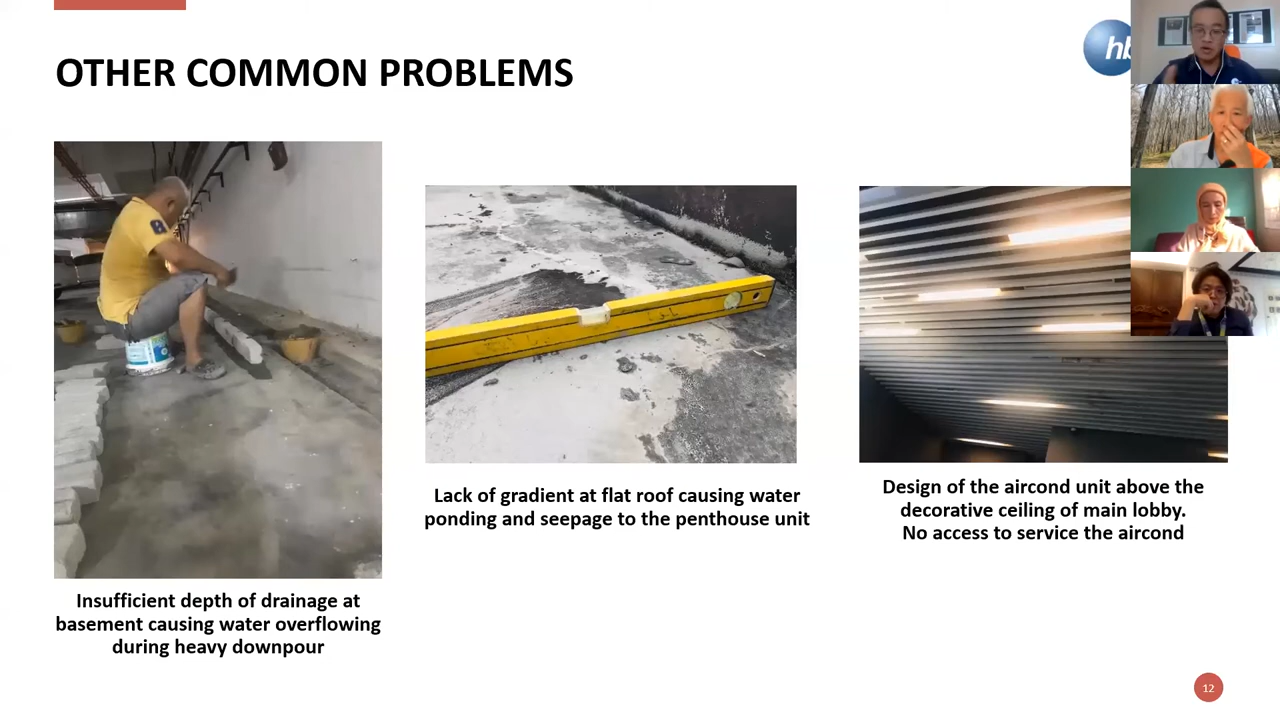 OTHER COMMON PROBLEMS
Insufficient depth of drainage at
basement causing water overflowing
during heavy downpour
Lack of gradient at flat roof causing water
ponding and seepage to the penthouse unit
Design of the aircond unit above the
decorative ceiling of main lobby.
No access to service the aircond
12